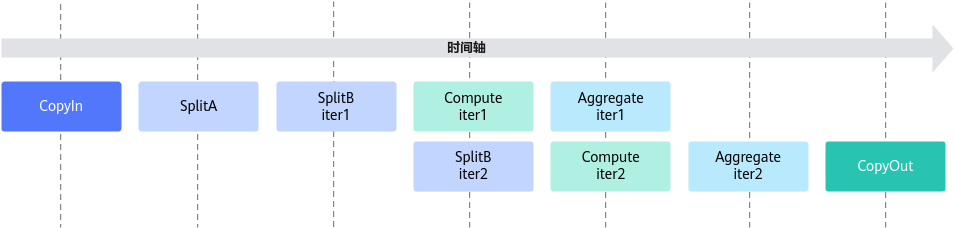 时间轴
CopyIn
SplitA
SplitB
iter1
Compute
iter1
Aggregate
iter1
SplitB
iter2
Compute
iter2
Aggregate
iter2
CopyOut